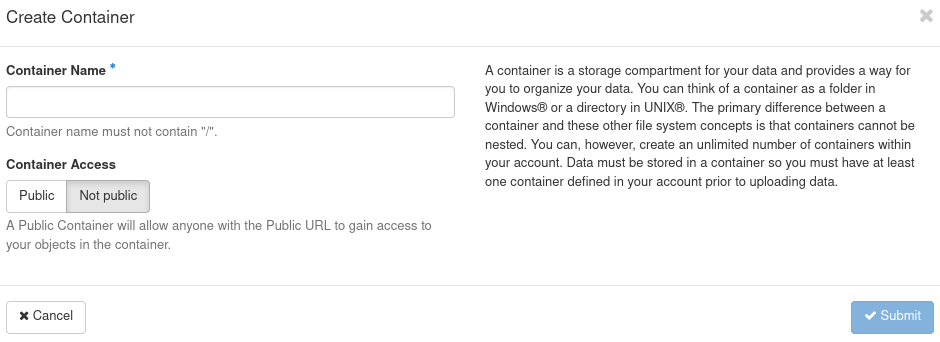 Create Container
Container Name *
Container name must not contain "/".
Container Access
Public
Not public
A Public Container will allow anyone with the Public URL to gain access to
your objects in the container.
A container is a storage compartment for your data and provides a way for
you to organize your data. You can think of a container as a folder in
Windows® or a directory in UNIX®. The primary difference between a
container and these other file system concepts is that containers cannot be
nested. You can, however, create an unlimited number of containers within
your account. Data must be stored in a container so you must have at least
one container defined in your account prior to uploading data.
Cancel
Submit